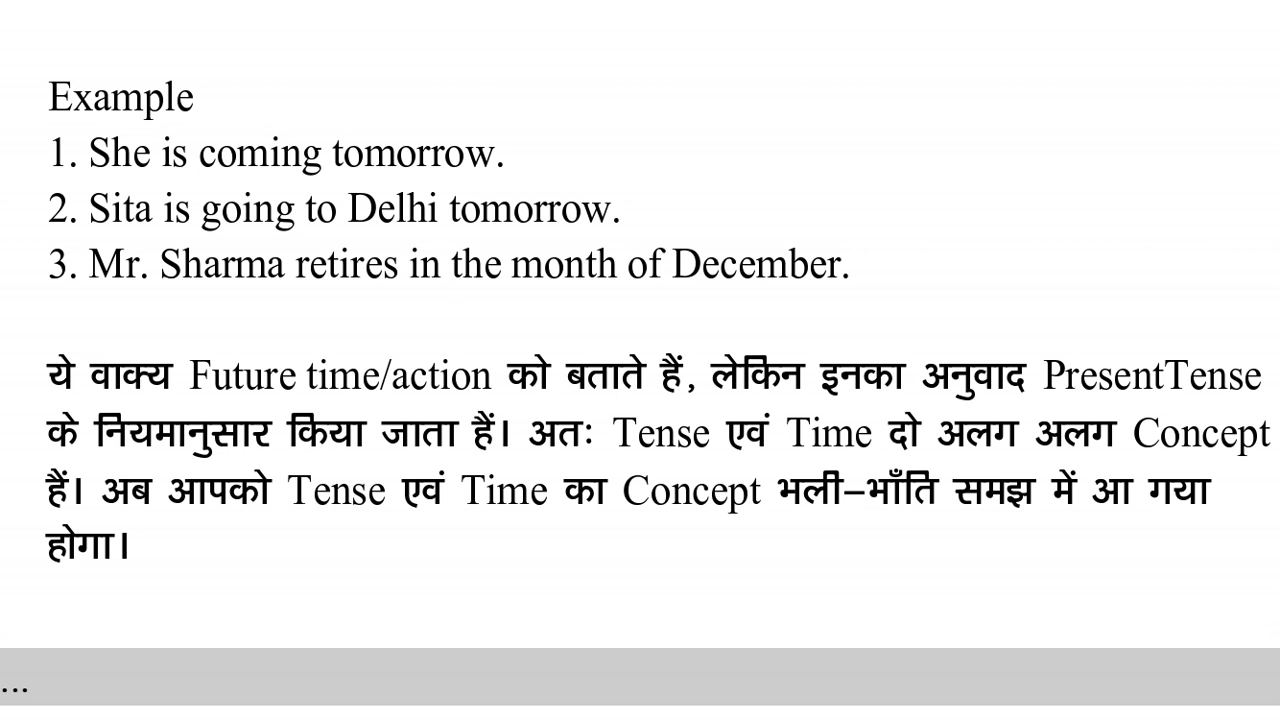 Example
1. She is coming tomorrow.
2. Sita is going to Delhi tomorrow.
3. Mr. Sharma retires in the month of December.
ये वाक्य Future time/action को बताते हैं, लेकिन इनका अनुवाद PresentTense
के नियमानुसार किया जाता हैं। अतः Tense एवं Time दो अलग अलग Concept
हैं। अब आपको Tense एवं Time का Concept भली–भाँति समझ में आ गया
होगा।
...